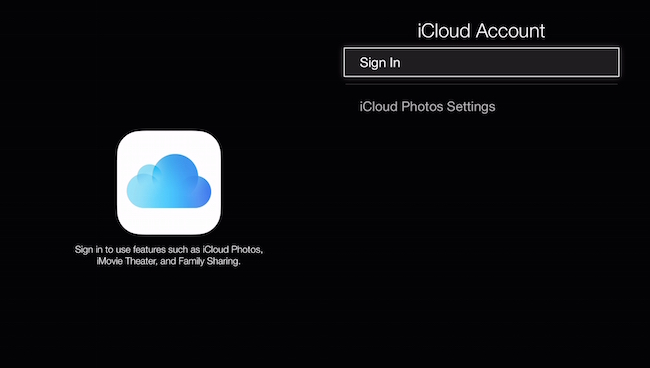 iCloud Account
Sign In
iCloud Photos Settings
Sign in to use features such as iCloud Photos,
iMovie Theater, and Family Sharing.